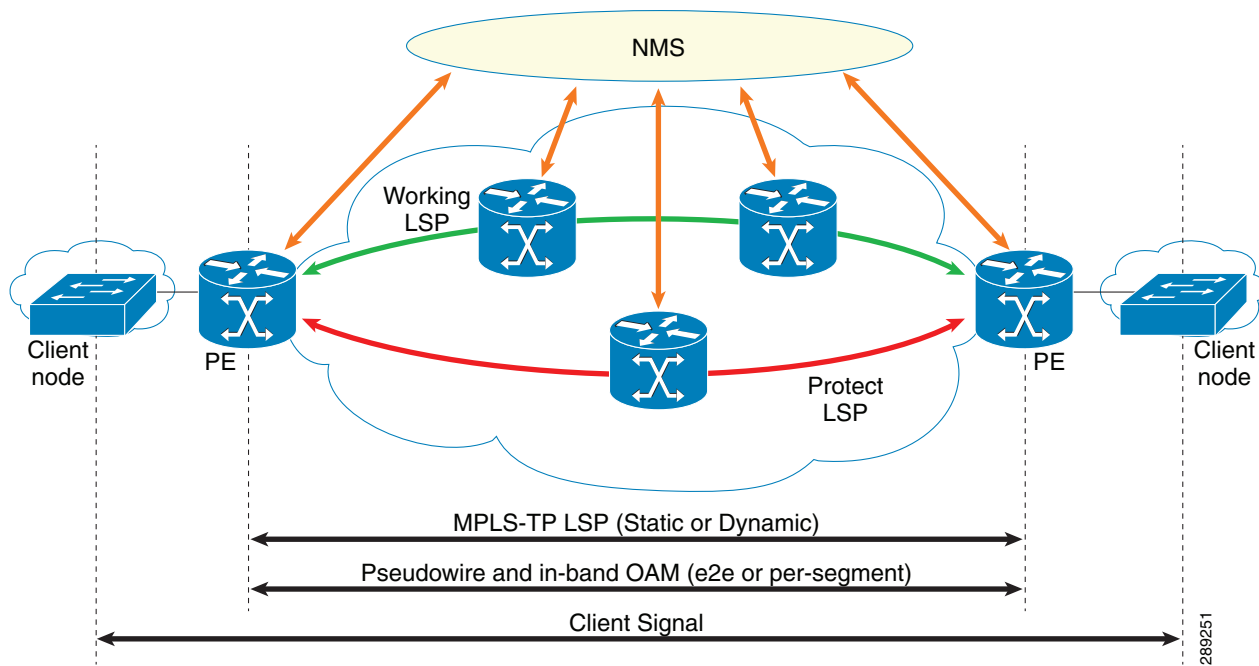 NMS
Working
LSP
Client
node
PE
Protect
LSP
PE
Client
node
MPLS-TP LSP (Static or Dynamic)
Pseudowire and in-band OAM (e2e or per-segment)
Client Signal
289251